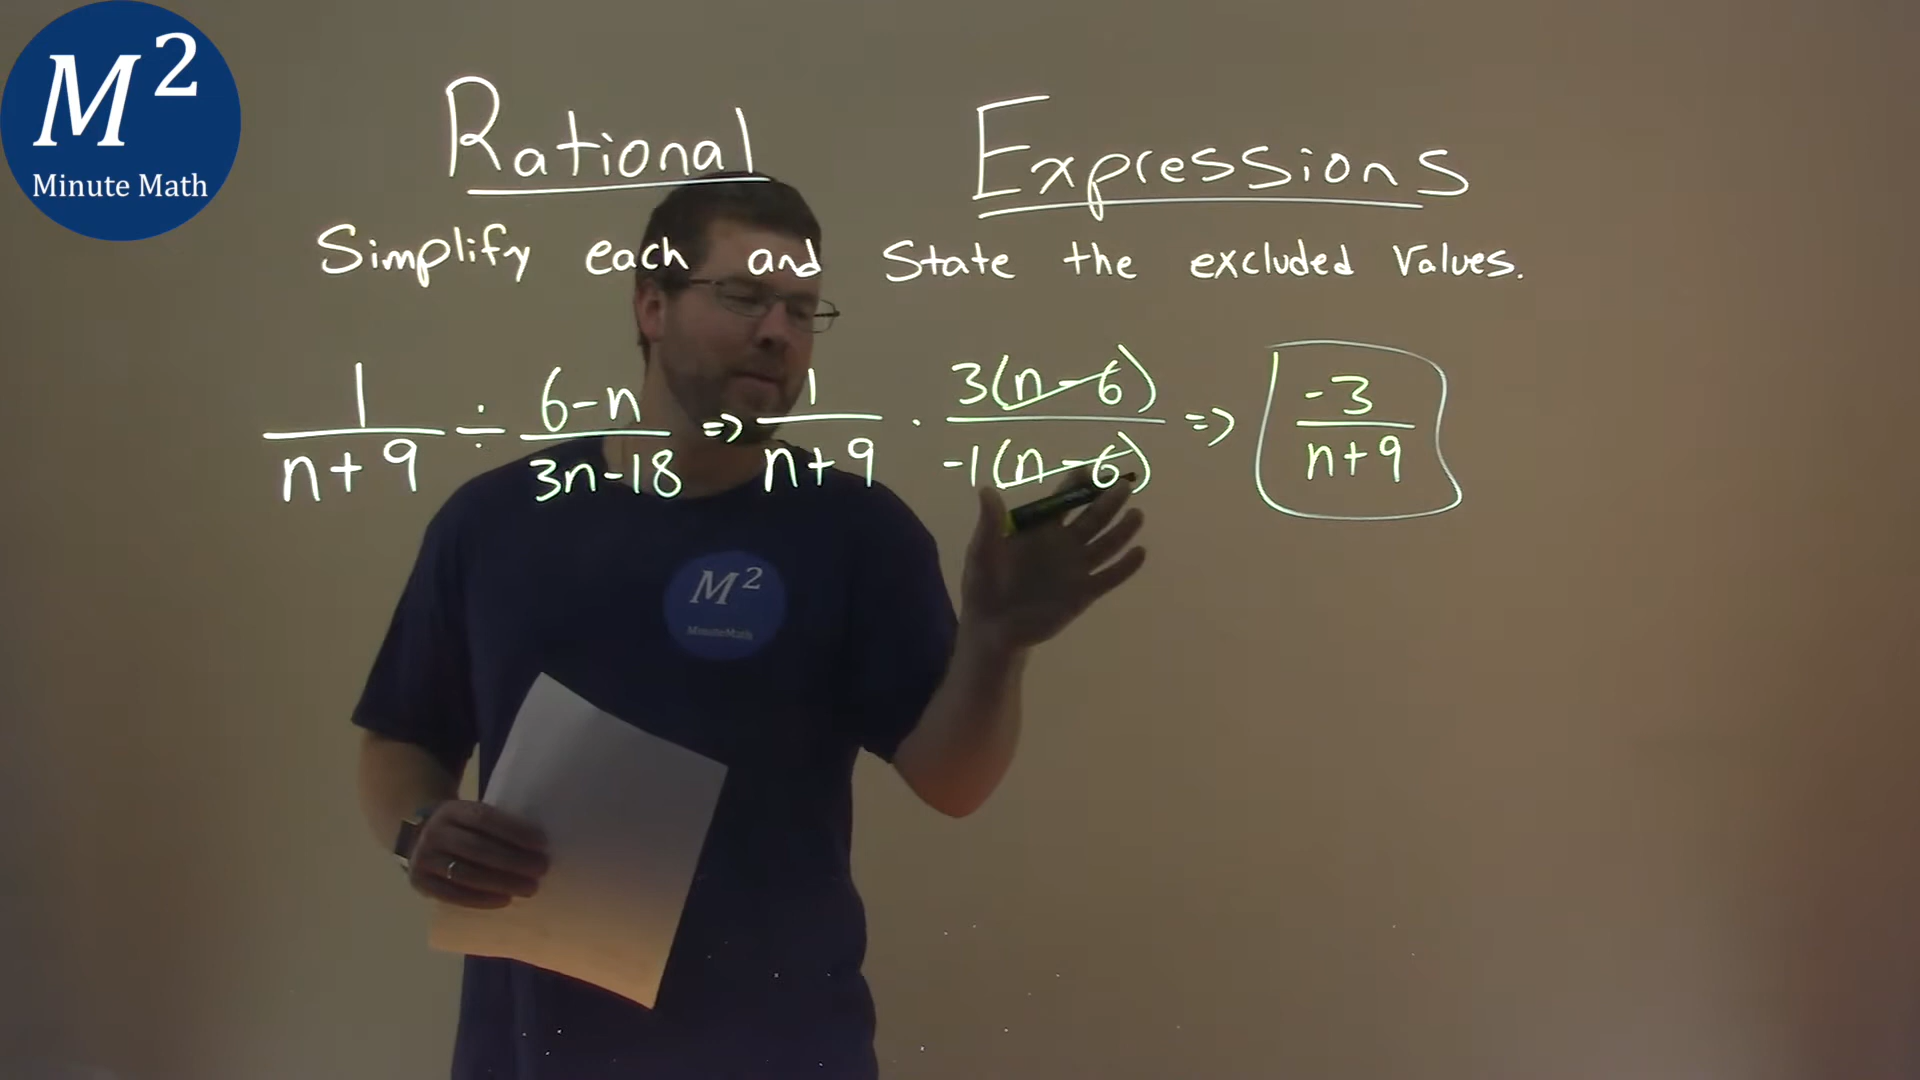 M²
Minute Math
Rational Expressions
Simplify each and State the excluded Values.
1/(n+9) ÷ (6-n)/(3n-18) => 1/(n+9) · 3(n-6)/-1(n-6) => -3/(n+9)
M²
MinuteMath